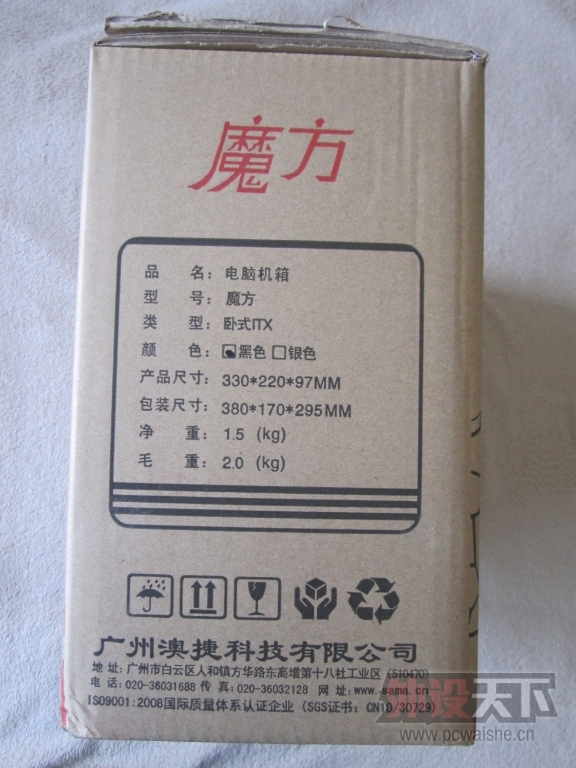 魔方
品 名：电脑机箱
型 号：魔方
类 型：卧式ITX
颜 色：黑色 银色
产品尺寸：330*220*97MM
包装尺寸：380*170*295MM
净 重：1.5 (kg)
毛 重：2.0 (kg)
广州澳捷科技有限公司
地 址：广州市白云区人和镇方华路东高增第十八社工业区 (510470)
电 话：020-36031688 传 真：020-36032128 网 址：www.sama.cn
ISO9001：2008国际质量体系认证企业 (SGS证书：CN10/30729)
外设天下
www.pcwaishe.cn